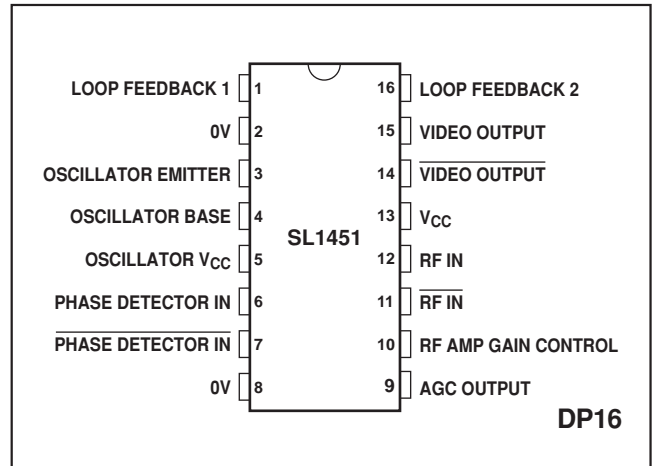 LOOP FEEDBACK 1 1 16 LOOP FEEDBACK 2
0V 2 15 VIDEO OUTPUT
OSCILLATOR EMITTER 3 14 VIDEO OUTPUT
OSCILLATOR BASE 4 13 VCC
SL1451
OSCILLATOR VCC 5 12 RF IN
PHASE DETECTOR IN 6 11 RF IN
PHASE DETECTOR IN 7 10 RF AMP GAIN CONTROL
0V 8 9 AGC OUTPUT
DP16